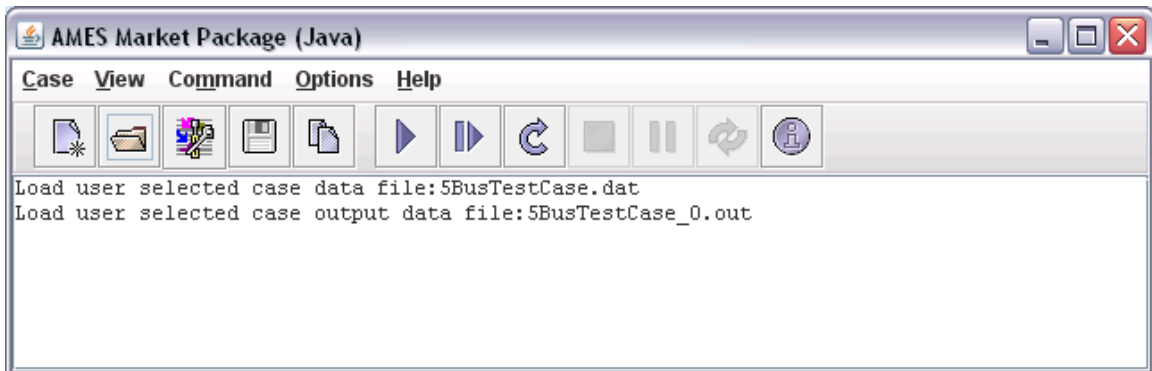 AMES Market Package (Java)
Case View Command Options Help
Load user selected case data file:5BusTestCase.dat
Load user selected case output data file:5BusTestCase_0.out